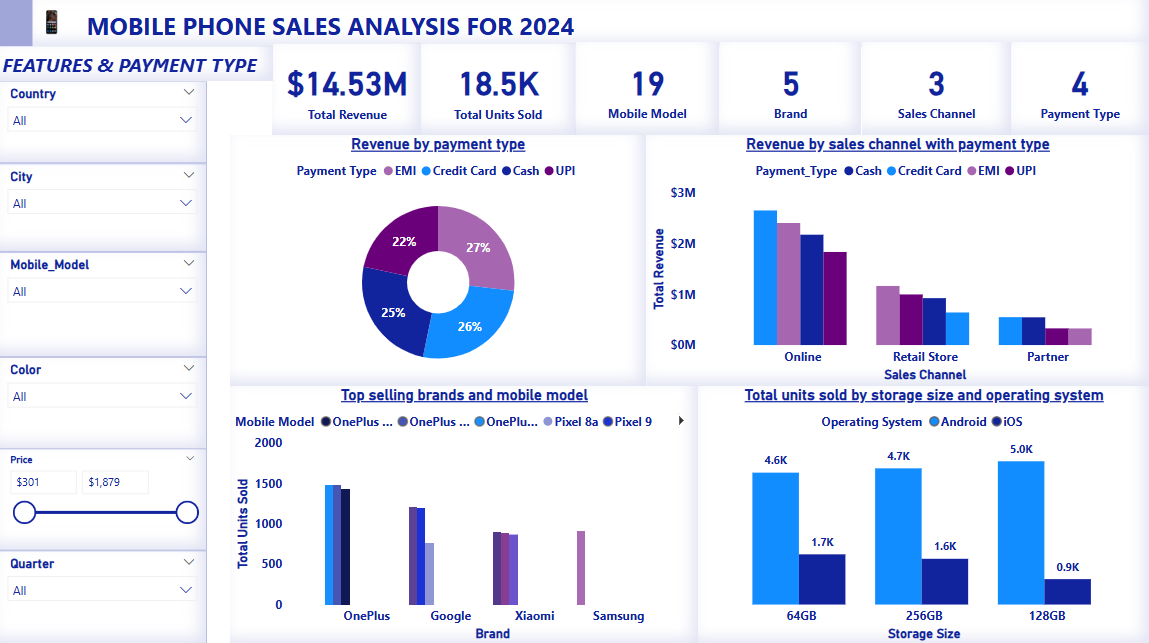 MOBILE PHONE SALES ANALYSIS FOR 2024
FEATURES & PAYMENT TYPE
Country
All
City
All
Mobile_Model
All
Color
All
Price
$301 $1,879
Quarter
All
$14.53M
Total Revenue
18.5K
Total Units Sold
19
Mobile Model
5
Brand
3
Sales Channel
4
Payment Type
Revenue by payment type
Payment Type EMI Credit Card Cash UPI
22% 27%
25% 26%
Revenue by sales channel with payment type
Payment_Type Cash Credit Card EMI UPI
Total Revenue
$3M
$2M
$1M
$0M
Online Retail Store Partner
Sales Channel
Top selling brands and mobile model
Mobile Model OnePlus ... OnePlus ... OnePlu... Pixel 8a Pixel 9
Total Units Sold
2000
1500
1000
500
0
OnePlus Google Xiaomi Samsung
Brand
Total units sold by storage size and operating system
Operating System Android iOS
4.6K 1.7K 4.7K 1.6K 5.0K 0.9K
64GB 256GB 128GB
Storage Size